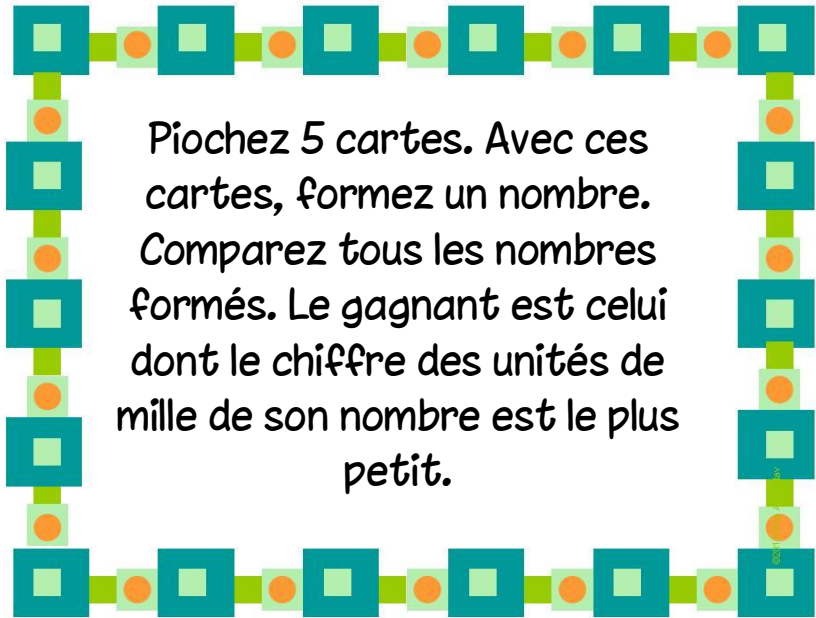 Piochez 5 cartes. Avec ces
cartes, formez un nombre.
Comparez tous les nombres
formés. Le gagnant est celui
dont le chiffre des unités de
mille de son nombre est le plus
petit.